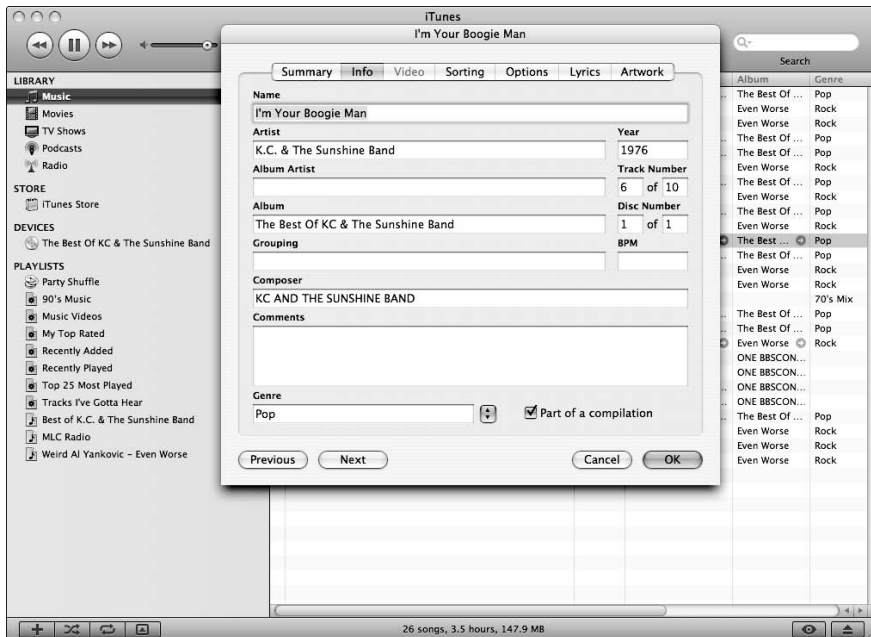 iTunes
I'm Your Boogie Man
Search
LIBRARY
Music
Movies
TV Shows
Podcasts
Radio
STORE
iTunes Store
DEVICES
The Best Of KC & The Sunshine Band
PLAYLISTS
Party Shuffle
90's Music
Music Videos
My Top Rated
Recently Added
Recently Played
Top 25 Most Played
Tracks I've Gotta Hear
Best of K.C. & The Sunshine Band
MLC Radio
Weird Al Yankovic – Even Worse
Summary Info Video Sorting Options Lyrics Artwork
Name
I'm Your Boogie Man
Artist Year
K.C. & The Sunshine Band 1976
Album Artist Track Number
6 of 10
Album Disc Number
The Best Of KC & The Sunshine Band 1 of 1
Grouping BPM
Composer
KC AND THE SUNSHINE BAND
Comments
Genre
Pop Part of a compilation
Previous Next Cancel OK
Album Genre
The Best Of ... Pop
Even Worse Rock
Even Worse Rock
The Best Of ... Pop
The Best Of ... Pop
Even Worse Rock
The Best Of ... Pop
Even Worse Rock
The Best Of ... Pop
Even Worse Rock
The Best ... Pop
The Best Of ... Pop
Even Worse Rock
Even Worse Rock
70's Mix
The Best Of ... Pop
The Best Of ... Pop
Even Worse Rock
ONE BBSCON...
ONE BBSCON...
ONE BBSCON...
ONE BBSCON...
The Best Of ... Pop
Even Worse Rock
Even Worse Rock
Even Worse Rock
26 songs, 3.5 hours, 147.9 MB